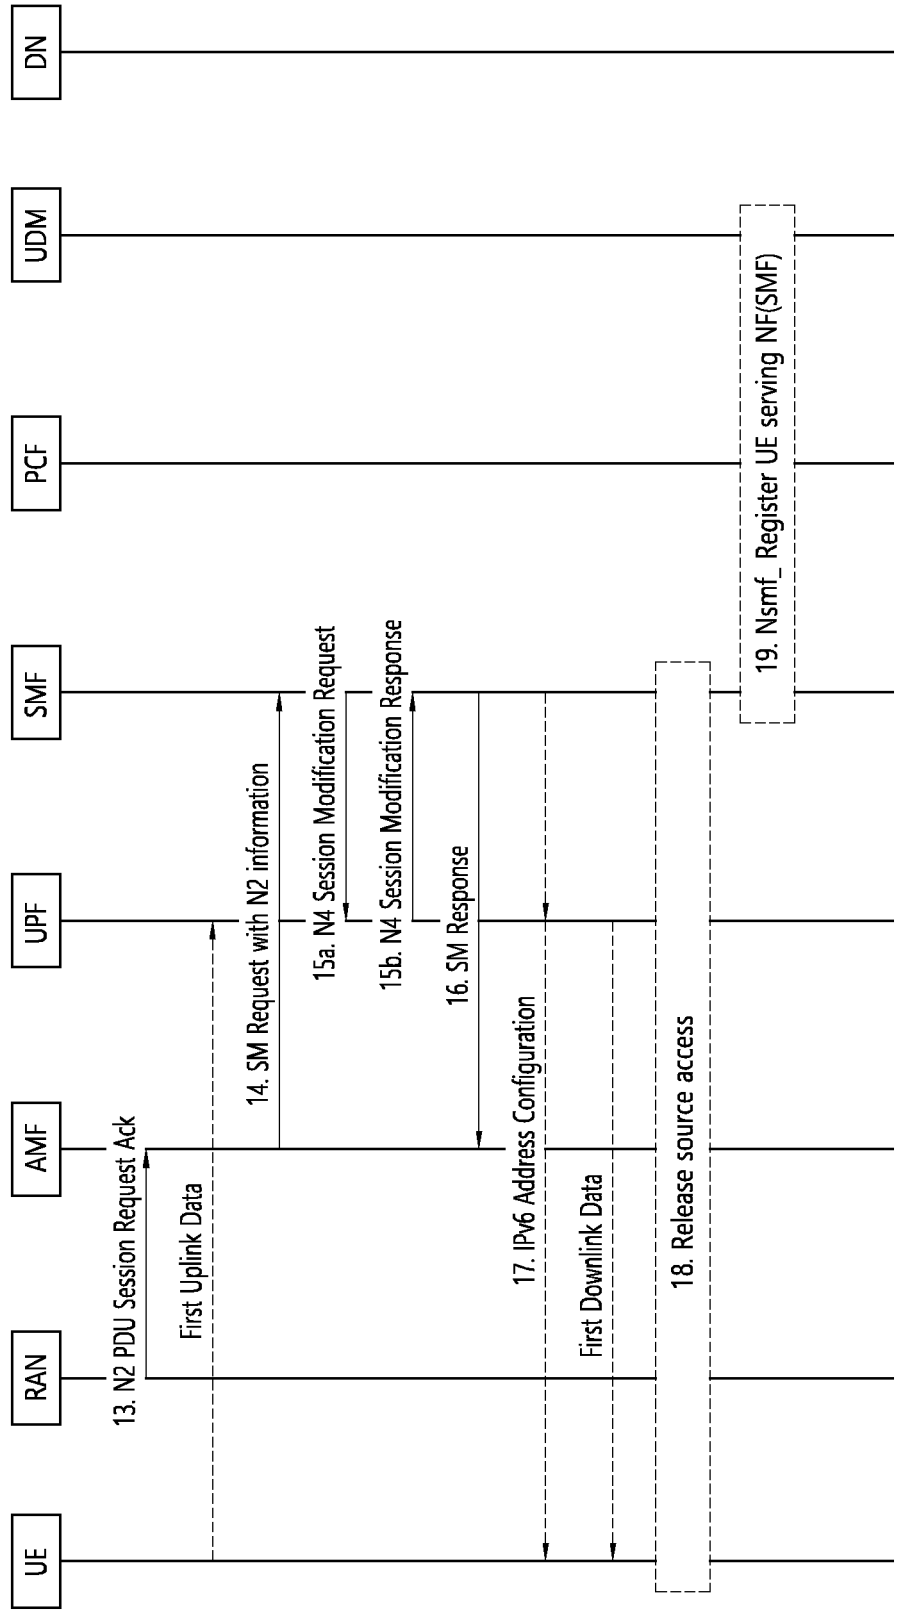 UE
RAN
AMF
UPF
SMF
PCF
UDM
DN
13. N2 PDU Session Request Ack
First Uplink Data
14. SM Request with N2 information
15a. N4 Session Modification Request
15b. N4 Session Modification Response
16. SM Response
17. IPv6 Address Configuration
First Downlink Data
18. Release source access
19. Nsmf_ Register UE serving NF(SMF)